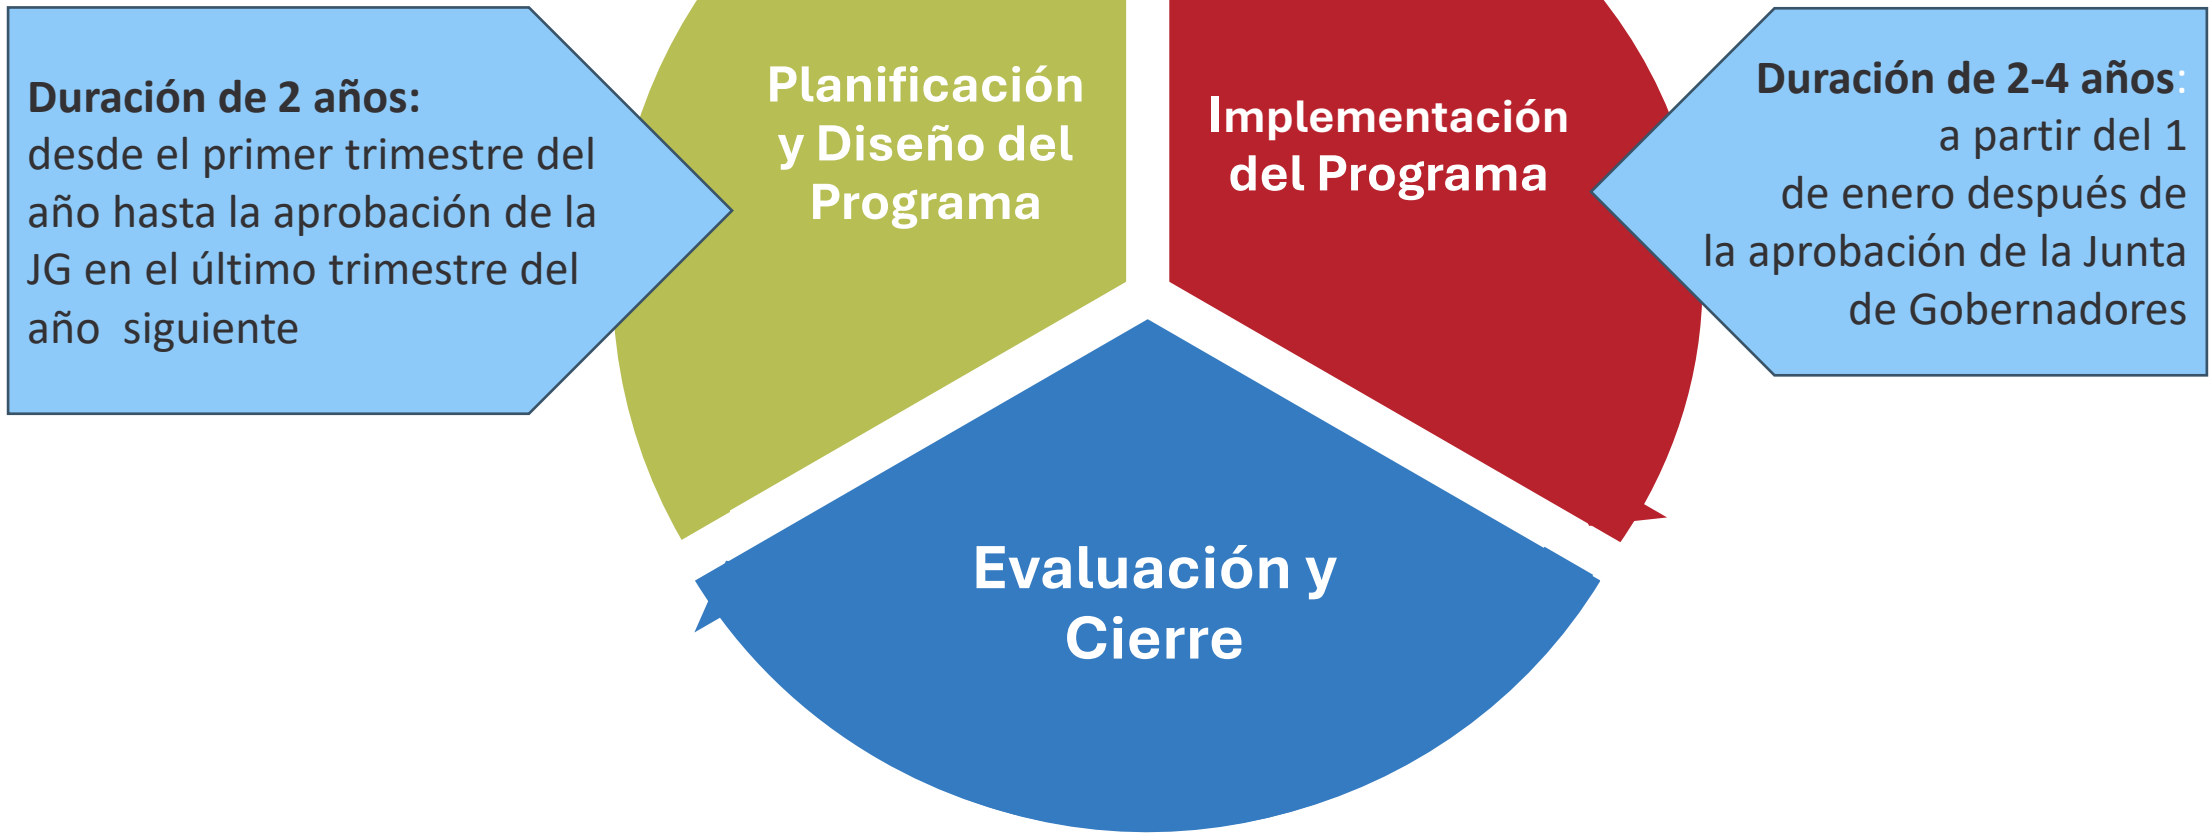 Duración de 2 años:
desde el primer trimestre del
año hasta la aprobación de la
JG en el último trimestre del
año  siguiente
Planificación
y Diseño del
Programa
Implementación
del Programa
Duración de 2-4 años:
a partir del 1
de enero después de
la aprobación de la Junta
de Gobernadores
Evaluación y
Cierre